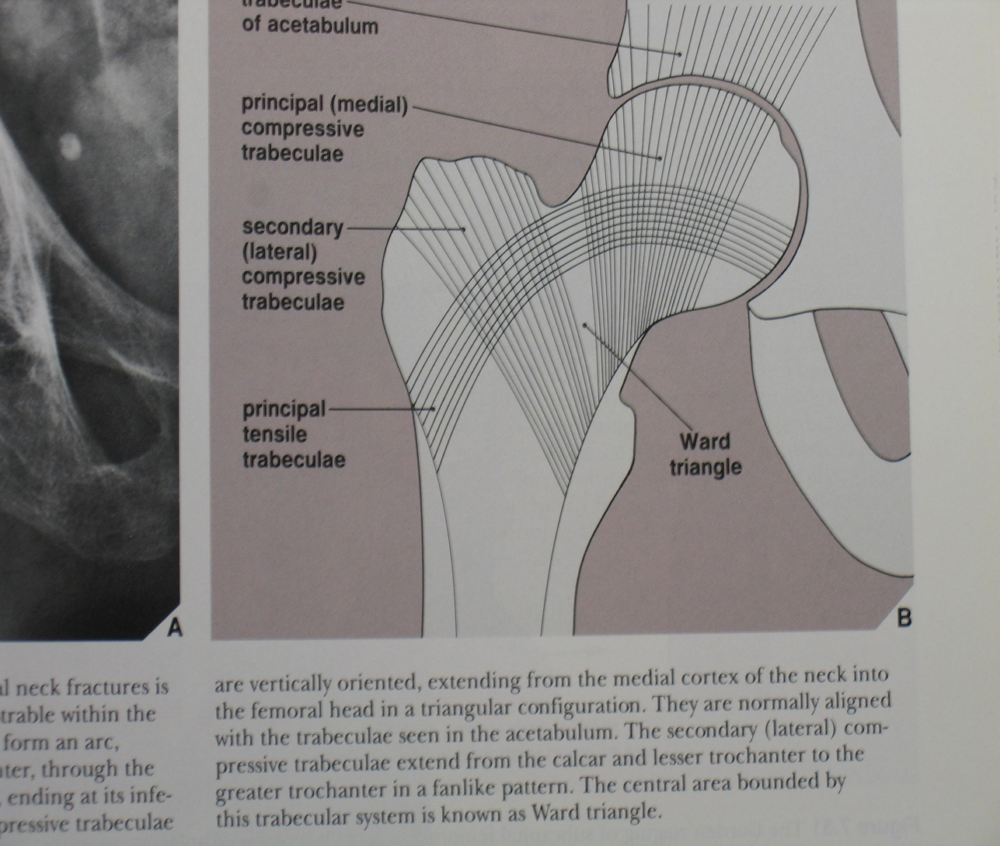 trabeculae
of acetabulum
principal (medial)
compressive
trabeculae
secondary
(lateral)
compressive
trabeculae
principal
tensile
trabeculae
Ward
triangle
A
B
neck fractures is
within the
form an arc,
through the
ending at its infe-
trabeculae
are vertically oriented, extending from the medial cortex of the neck into
the femoral head in a triangular configuration. They are normally aligned
with the trabeculae seen in the acetabulum. The secondary (lateral) com-
pressive trabeculae extend from the calcar and lesser trochanter to the
greater trochanter in a fanlike pattern. The central area bounded by
this trabecular system is known as Ward triangle.